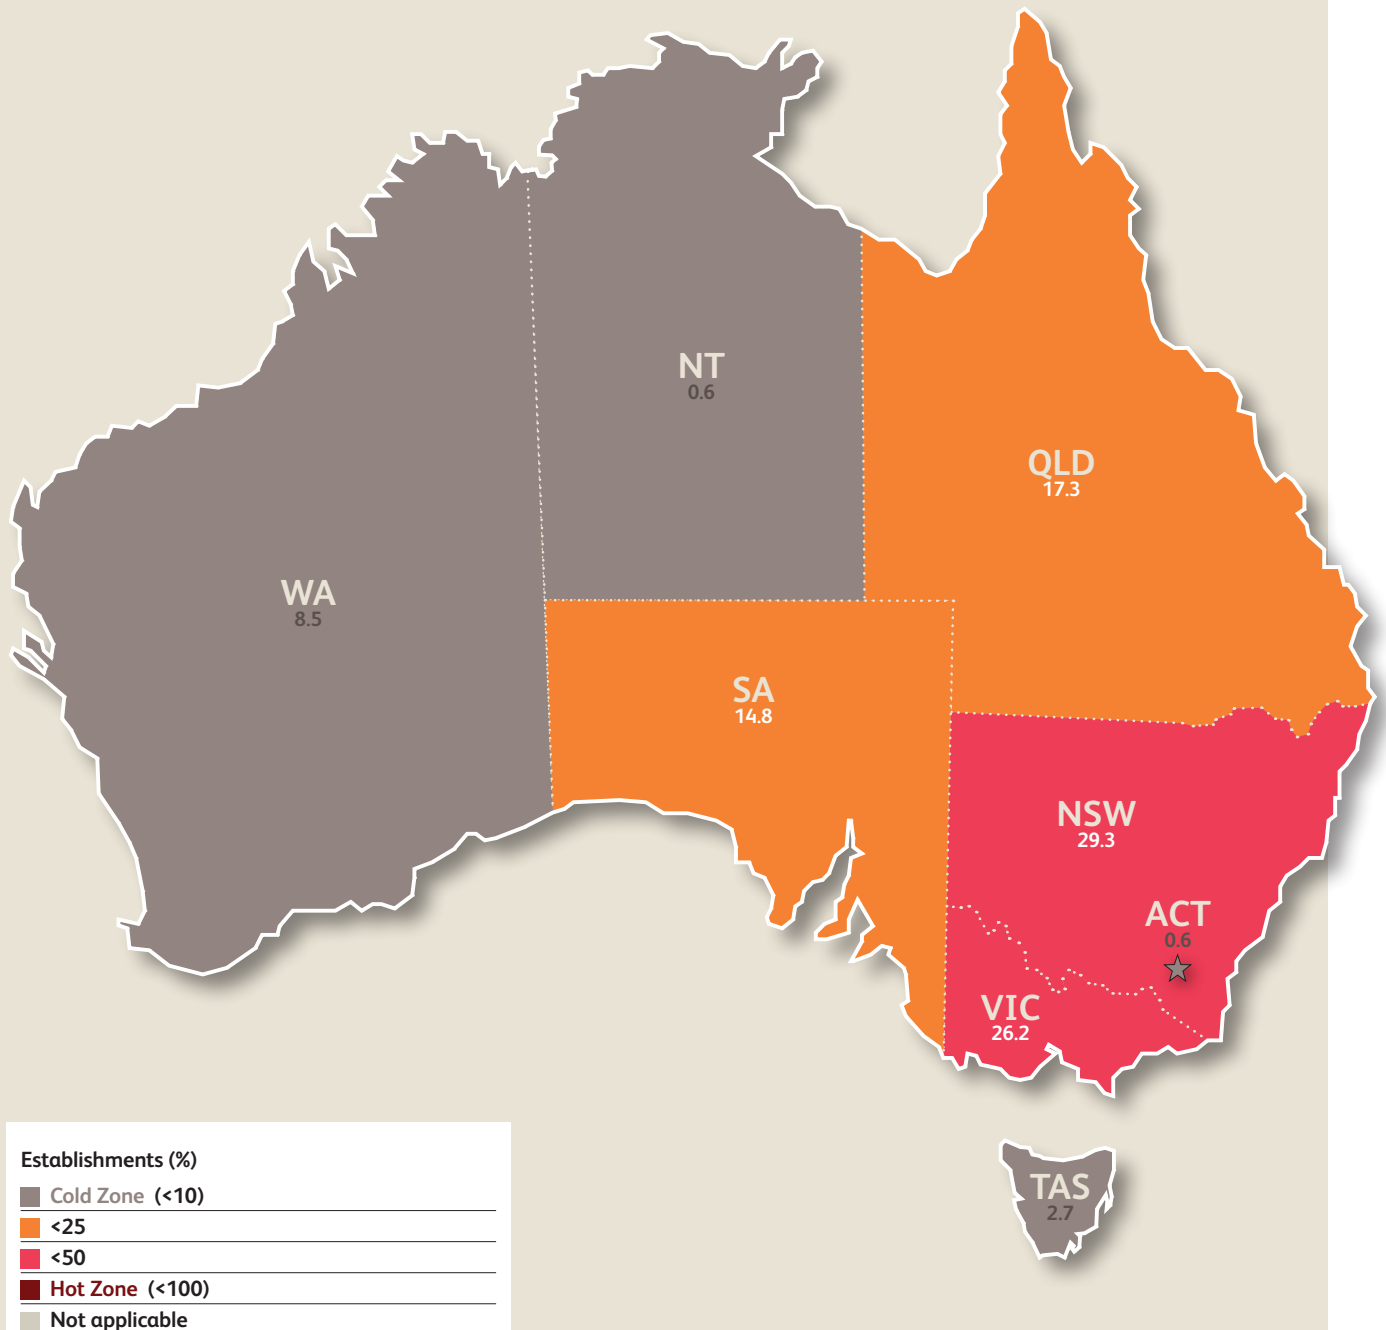 NT
0.6
QLD
17.3
WA
8.5
SA
14.8
NSW
29.3
ACT
0.6
VIC
26.2
TAS
2.7
Establishments (%)
Cold Zone (<10)
<25
<50
Hot Zone (<100)
Not applicable